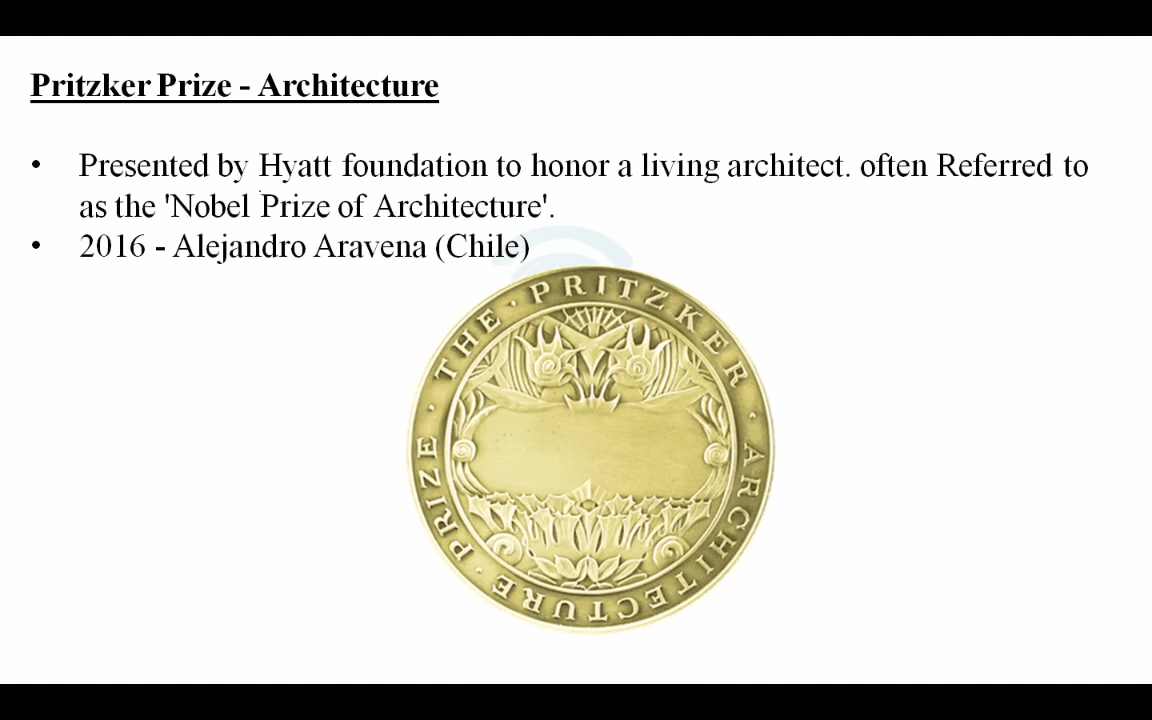 Pritzker Prize - Architecture
• Presented by Hyatt foundation to honor a living architect. often Referred to
as the 'Nobel Prize of Architecture'.
• 2016 - Alejandro Aravena (Chile)
THE · PRITZKER · ARCHITECTURE · PRIZE ·